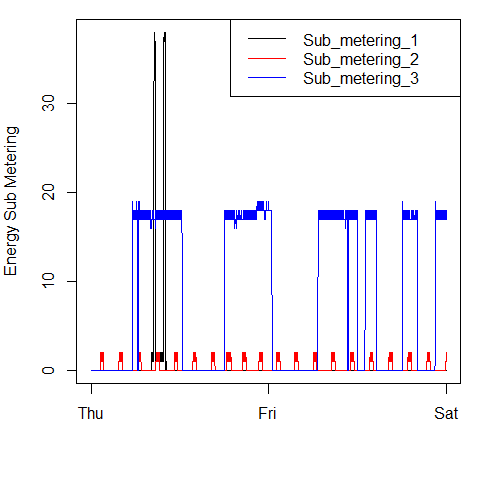 Sub_metering_1
Sub_metering_2
Sub_metering_3
Energy Sub Metering
30
20
10
0
Thu Fri Sat